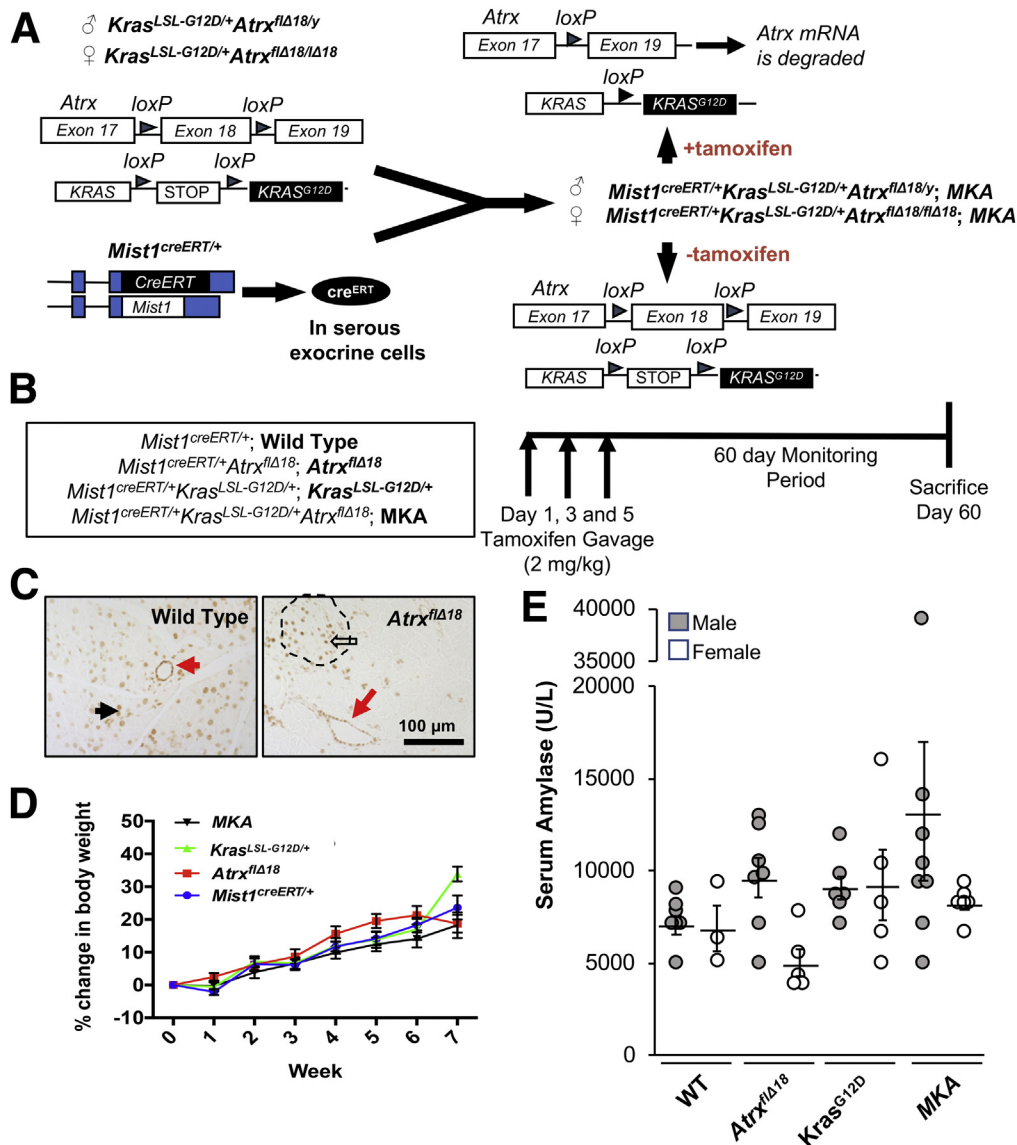 A
♂ Kras^LSL-G12D/+ Atrx^flΔ18/y
♀ Kras^LSL-G12D/+ Atrx^flΔ18/lΔ18
Atrx loxP loxP
Exon 17 Exon 18 Exon 19
loxP loxP
KRAS STOP KRAS^G12D
Mist1^creERT/+
CreERT
Mist1
cre^ERT
In serous
exocrine cells
Atrx loxP
Exon 17 Exon 19
Atrx mRNA
is degraded
loxP
KRAS KRAS^G12D
+tamoxifen
♂ Mist1^creERT/+ Kras^LSL-G12D/+ Atrx^flΔ18/y; MKA
♀ Mist1^creERT/+ Kras^LSL-G12D/+ Atrx^flΔ18/flΔ18; MKA
-tamoxifen
Atrx loxP loxP
Exon 17 Exon 18 Exon 19
loxP loxP
KRAS STOP KRAS^G12D
B
Mist1^creERT/+; Wild Type
Mist1^creERT/+ Atrx^flΔ18; Atrx^flΔ18
Mist1^creERT/+ Kras^LSL-G12D/+; Kras^LSL-G12D/+
Mist1^creERT/+ Kras^LSL-G12D/+ Atrx^flΔ18; MKA
Day 1, 3 and 5
Tamoxifen Gavage
(2 mg/kg)
60 day Monitoring
Period
Sacrifice
Day 60
C
Wild Type
Atrx^flΔ18
100 µm
D
% change in body weight
50
40
30
20
10
0
-10
MKA
Kras^LSL-G12D/+
Atrx^flΔ18
Mist1^creERT/+
0 1 2 3 4 5 6 7
Week
E
Serum Amylase (U/L)
40000
35000
20000
15000
10000
5000
0
Male
Female
WT Atrx^flΔ18 Kras^G12D MKA